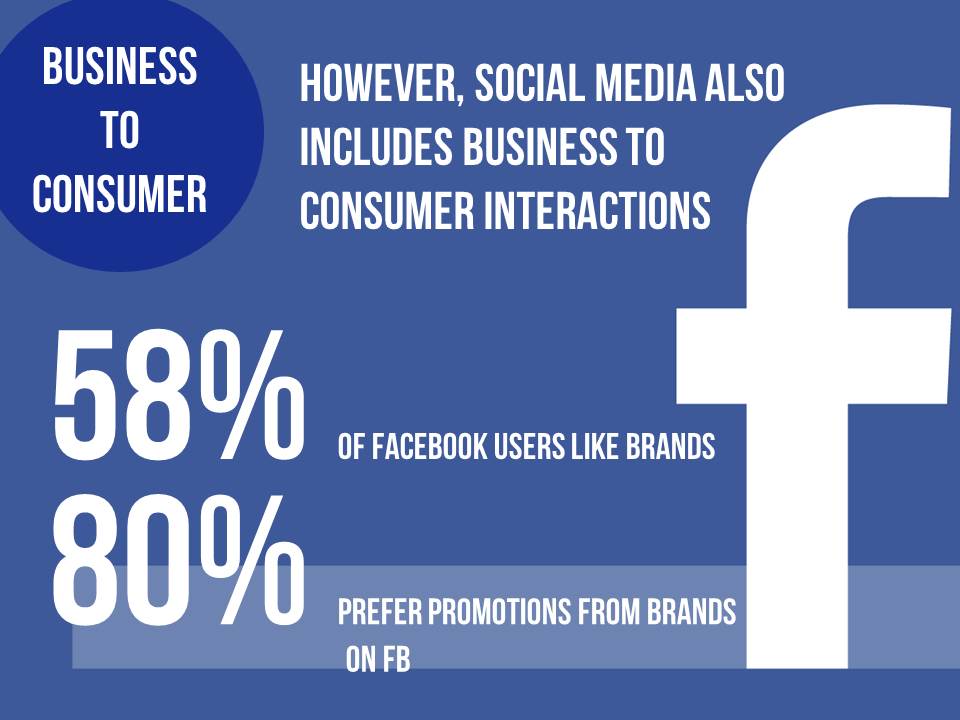 BUSINESS
TO
CONSUMER
HOWEVER, SOCIAL MEDIA ALSO
INCLUDES BUSINESS TO
CONSUMER INTERACTIONS
58% OF FACEBOOK USERS LIKE BRANDS
80% PREFER PROMOTIONS FROM BRANDS
ON FB
f